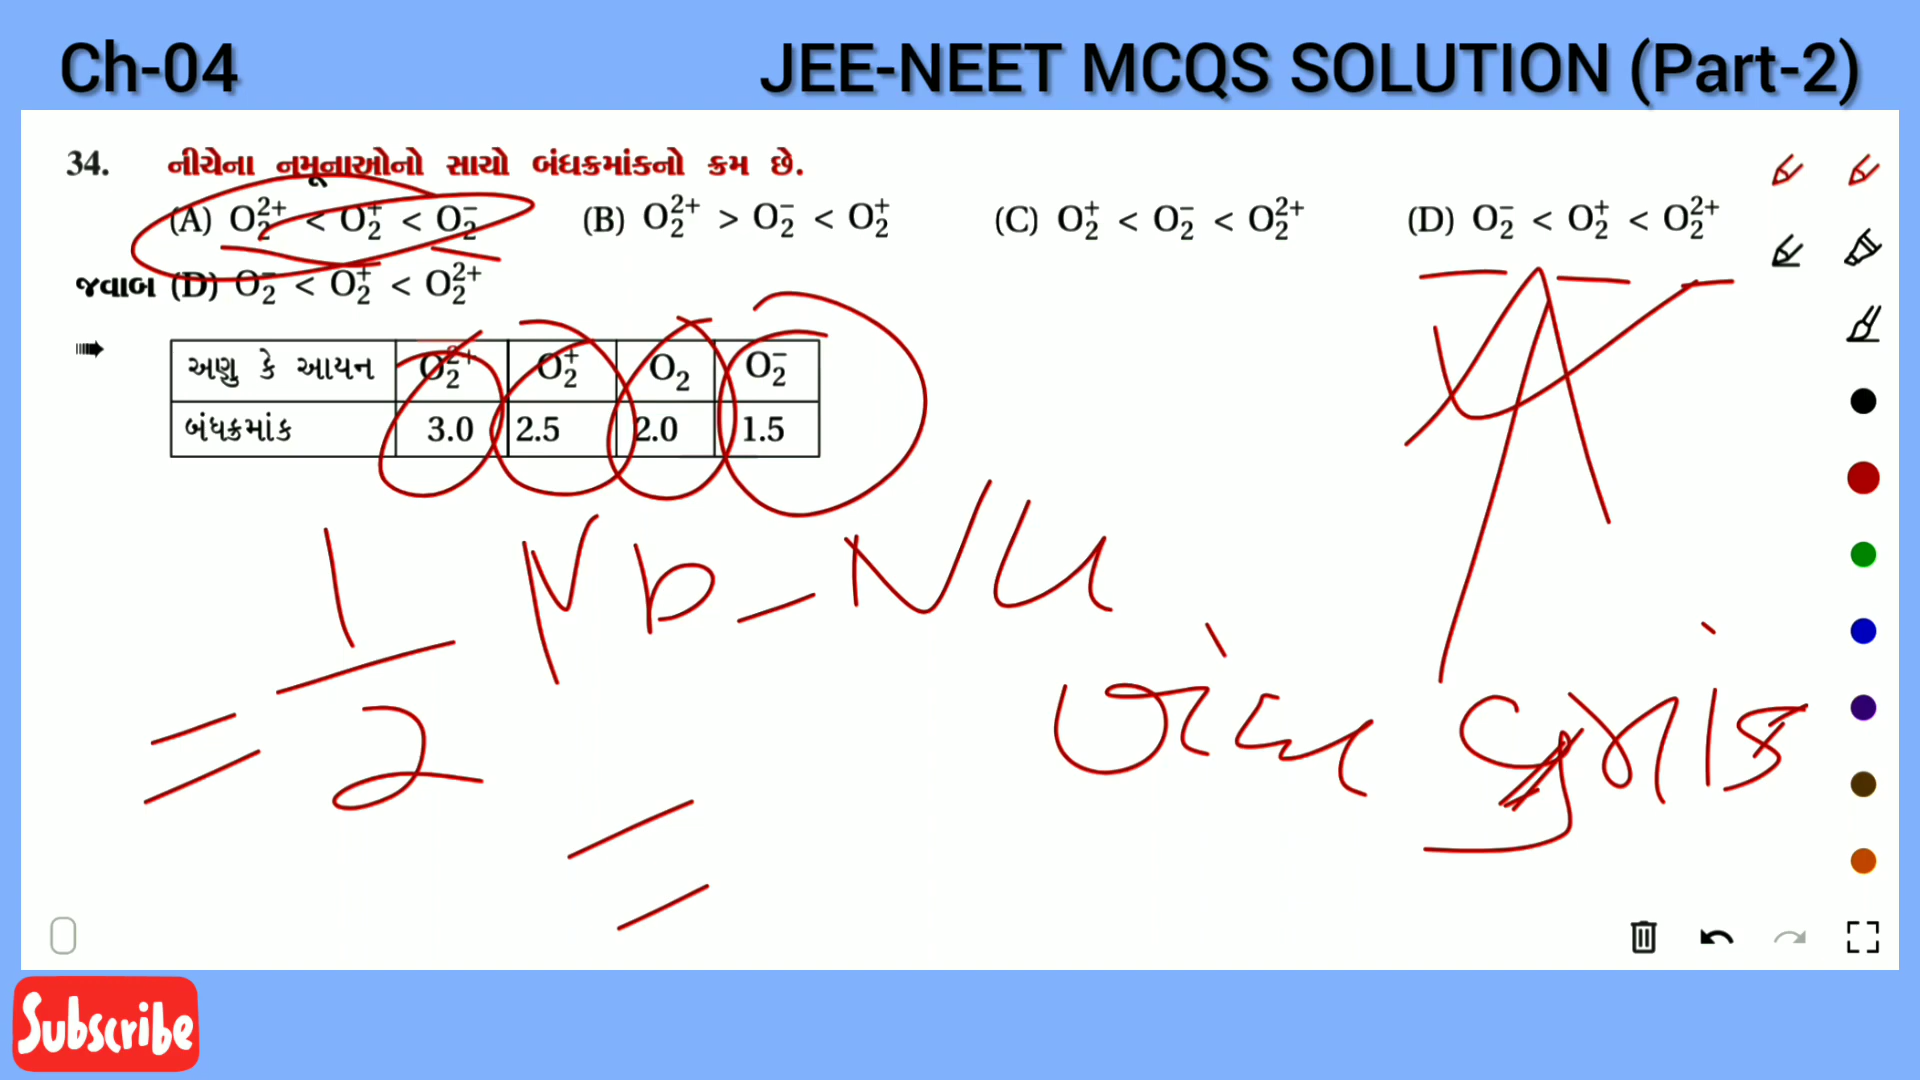 Ch-04 JEE-NEET MCQS SOLUTION (Part-2)
34. નીચેના નમૂનાઓનો સાચો બંધક્રમાંકનો ક્રમ છે.
(A) O₂²⁺ < O₂⁺ < O₂⁻ (B) O₂²⁺ > O₂⁻ < O₂⁺ (C) O₂⁺ < O₂⁻ < O₂²⁺ (D) O₂⁻ < O₂⁺ < O₂²⁺
જવાબ (D) O₂⁻ < O₂⁺ < O₂²⁺
અણુ કે આયન O₂²⁺ O₂⁺ O₂ O₂⁻
બંધક્રમાંક 3.0 2.5 2.0 1.5
= 1/2 Nb - Na
=
Subscribe